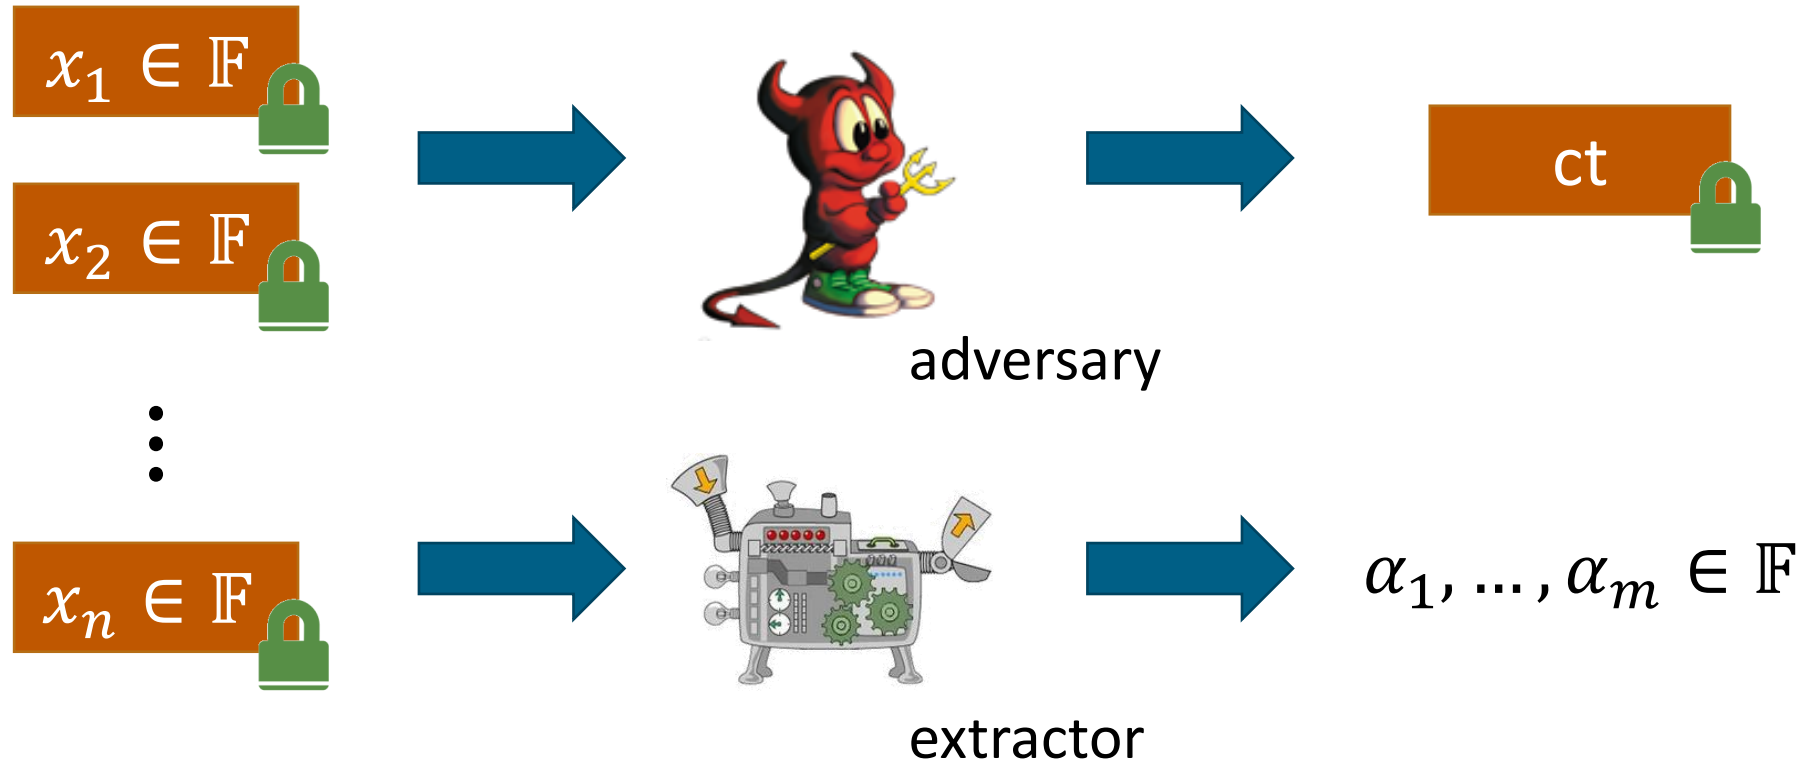 x₁ ∈ 𝔽
x₂ ∈ 𝔽
⋮
xₙ ∈ 𝔽
ct
adversary
α₁, … , αₘ ∈ 𝔽
extractor